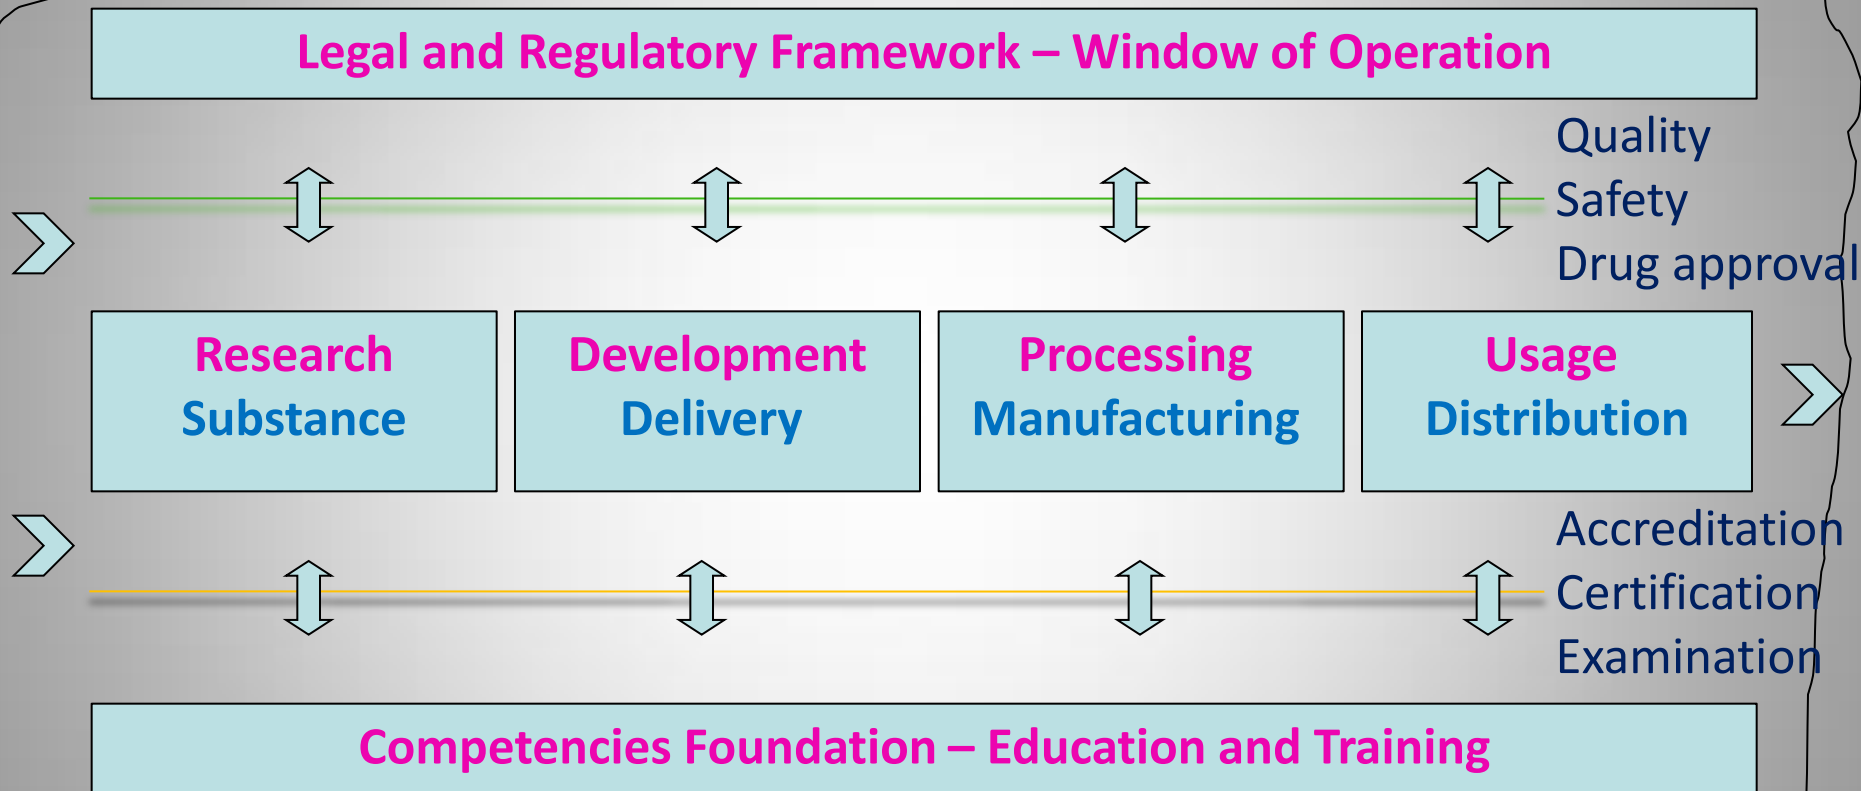 Legal and Regulatory Framework – Window of Operation
Quality
Safety
Drug approval
Research
Substance
Development
Delivery
Processing
Manufacturing
Usage
Distribution
Accreditation
Certification
Examination
Competencies Foundation – Education and Training